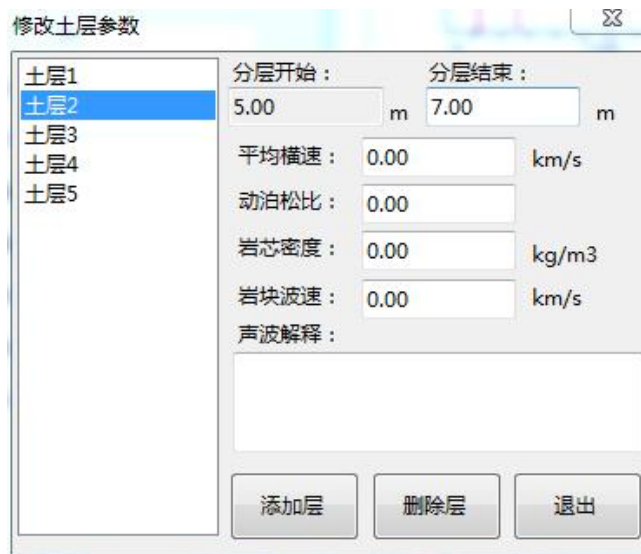 修改土层参数
土层1
土层2
土层3
土层4
土层5
分层开始： 分层结束：
5.00 m 7.00 m
平均横速： 0.00 km/s
动泊松比： 0.00
岩芯密度： 0.00 kg/m3
岩块波速： 0.00 km/s
声波解释：
添加层 删除层 退出